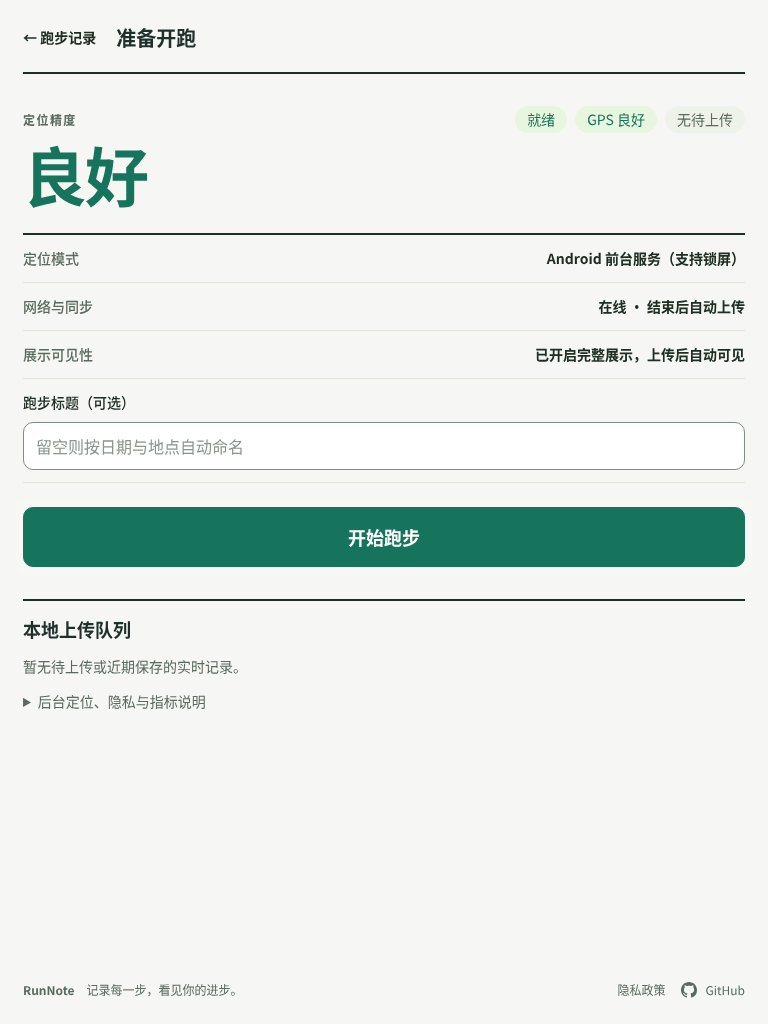 ← 跑步记录 准备开跑
定位精度 就绪 GPS 良好 无待上传
良好
定位模式 Android 前台服务（支持锁屏）
网络与同步 在线 · 结束后自动上传
展示可见性 已开启完整展示，上传后自动可见
跑步标题（可选）
留空则按日期与地点自动命名
开始跑步
本地上传队列
暂无待上传或近期保存的实时记录。
▶ 后台定位、隐私与指标说明
RunNote 记录每一步，看见你的进步。 隐私政策 GitHub